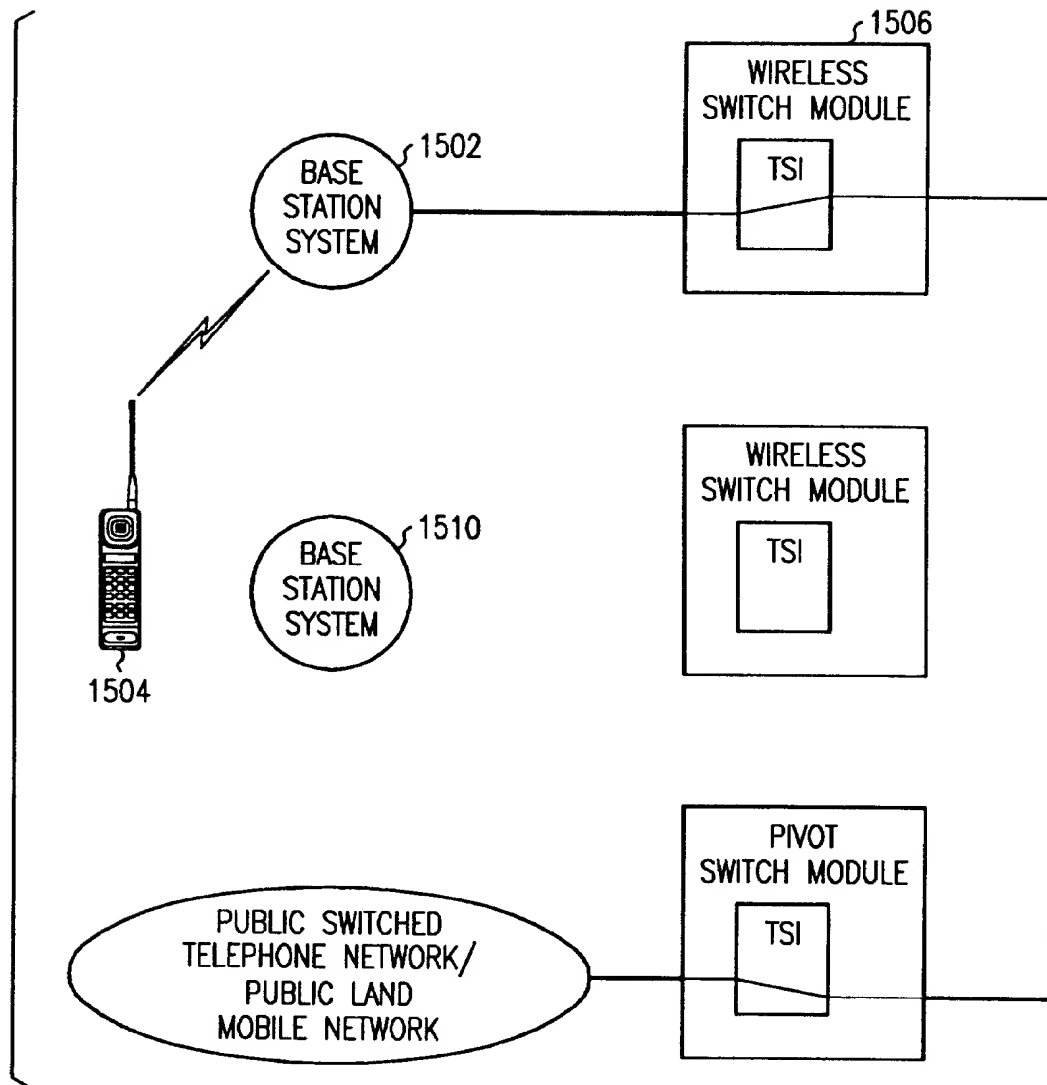 1506
WIRELESS
SWITCH MODULE
TSI
1502
BASE
STATION
SYSTEM
WIRELESS
SWITCH MODULE
TSI
1510
BASE
STATION
SYSTEM
1504
PIVOT
SWITCH MODULE
TSI
PUBLIC SWITCHED
TELEPHONE NETWORK/
PUBLIC LAND
MOBILE NETWORK